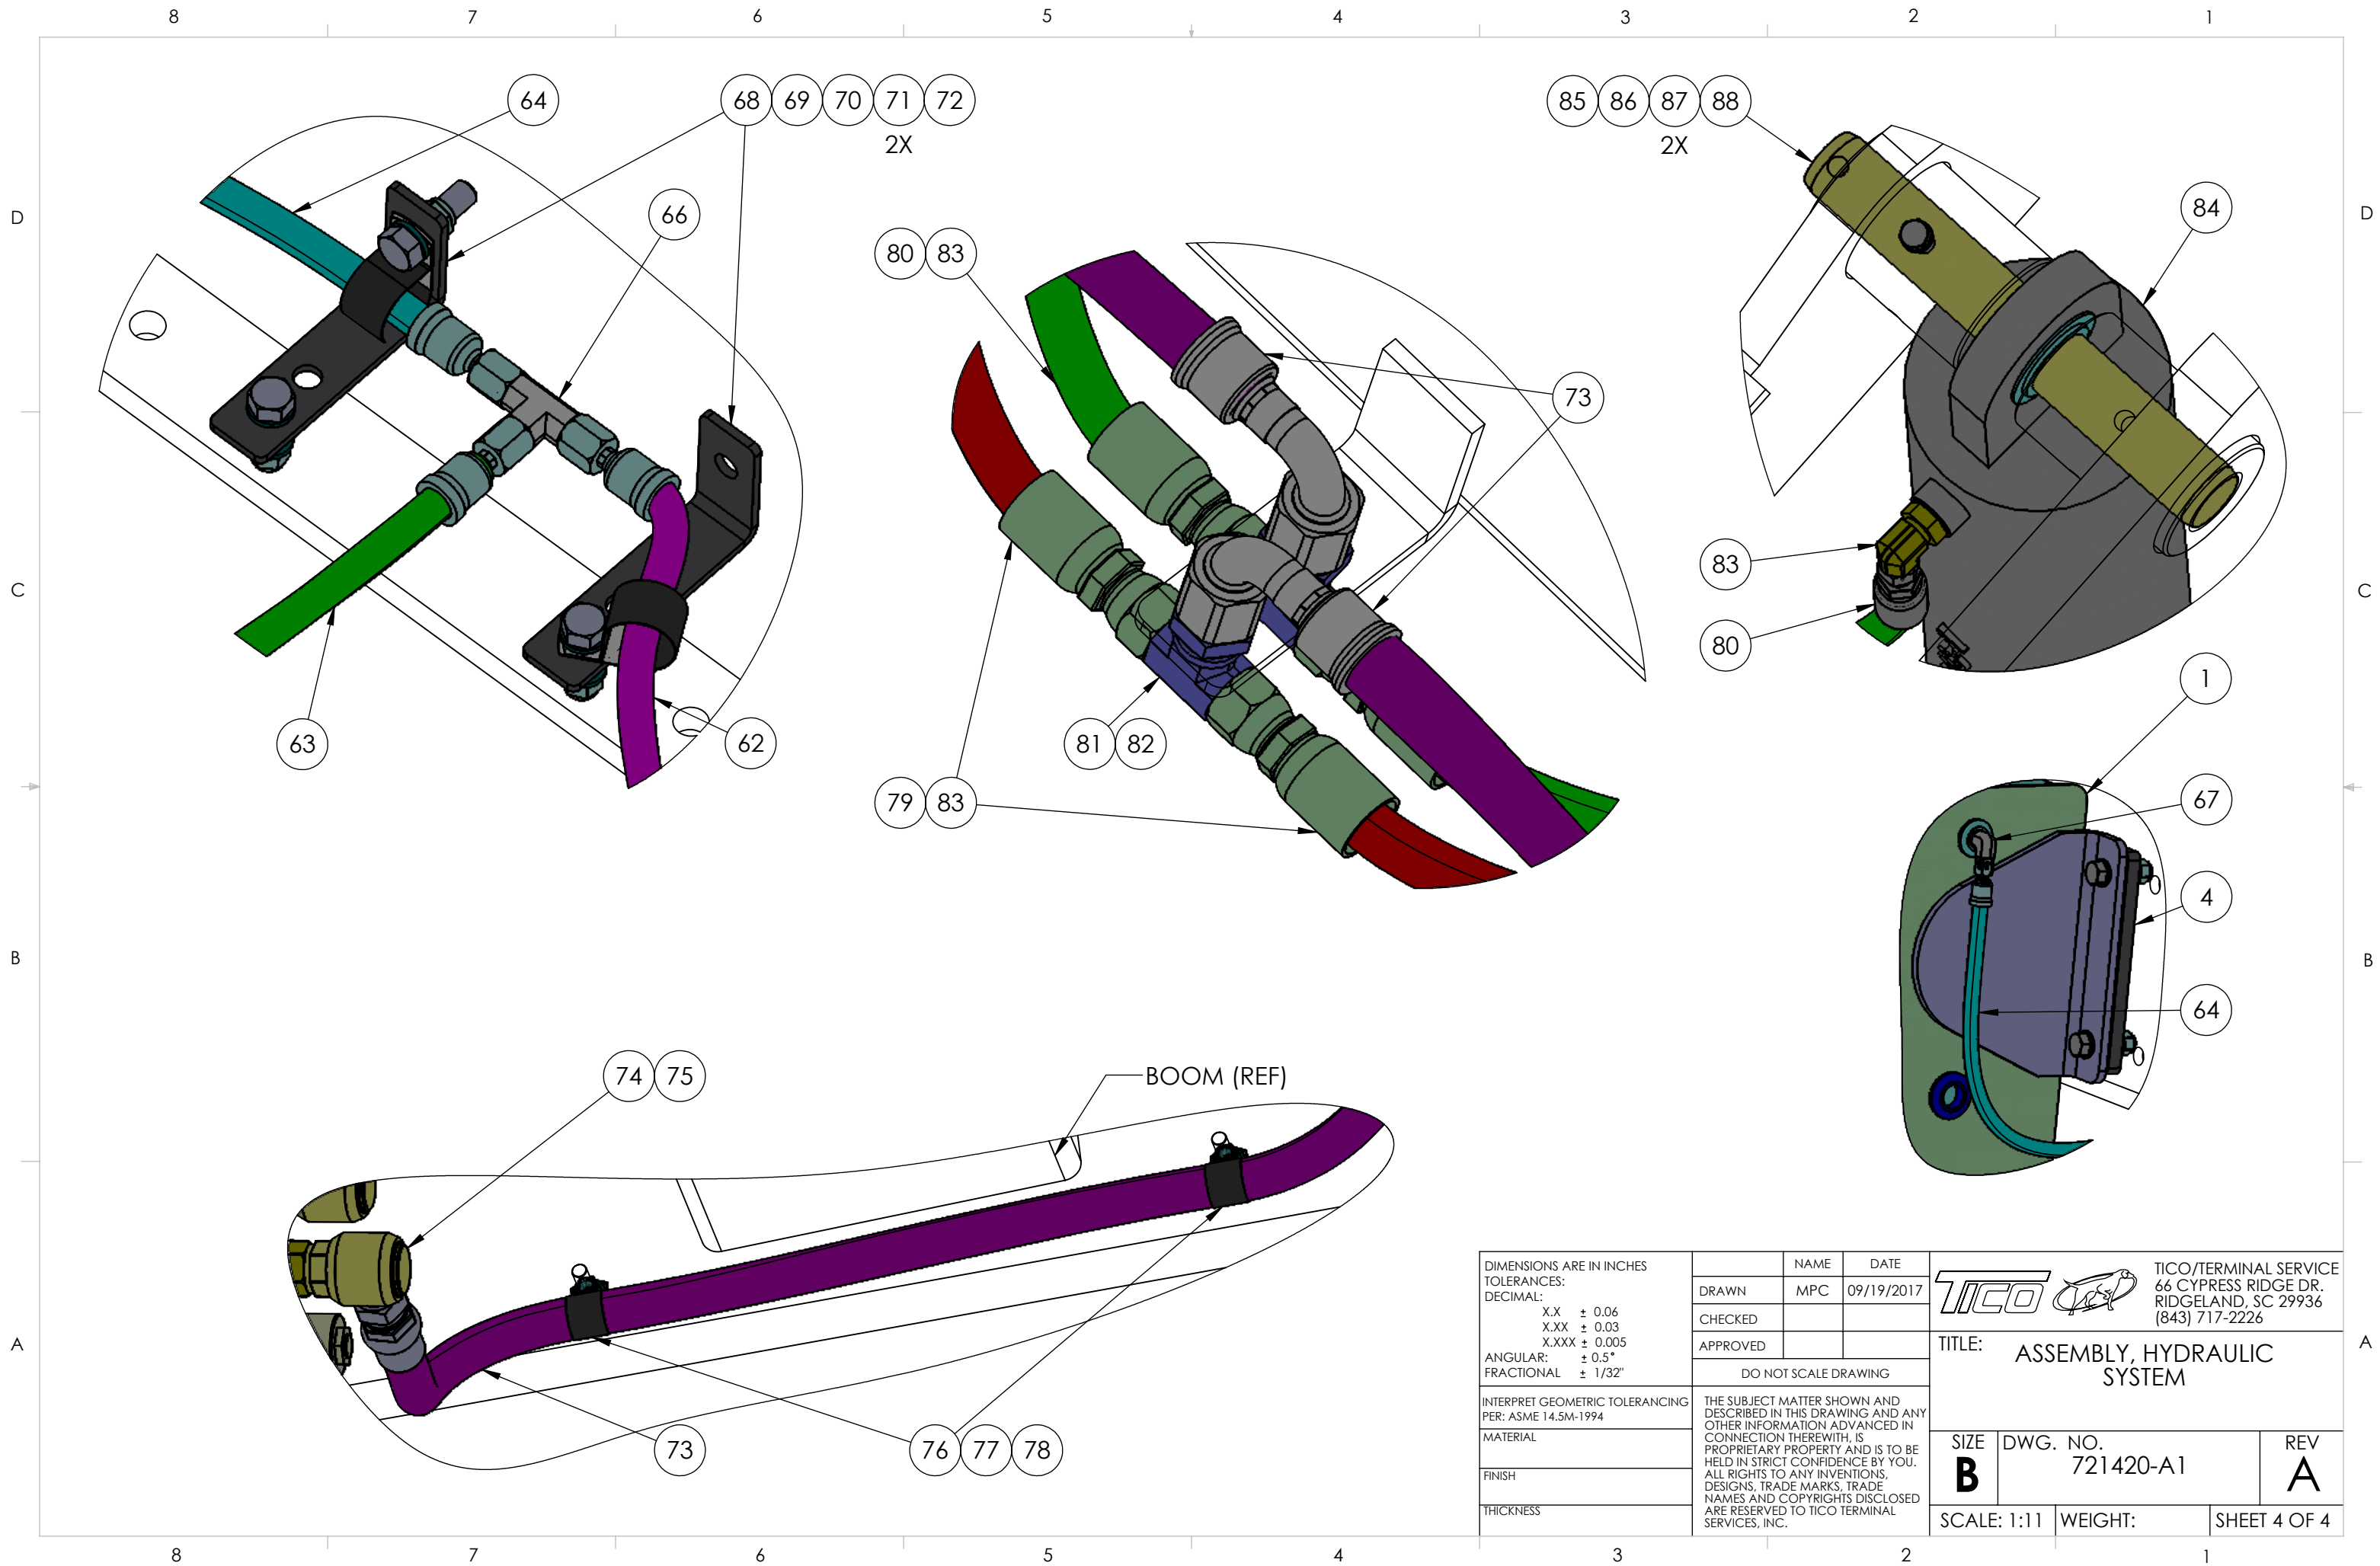 8 7 6 5 4 3 2 1
D
C
B
A
D
C
B
A
64
68 69 70 71 72
2X
66
63
62
80 83
73
81 82
79 83
85 86 87 88
2X
84
83
80
1
67
4
64
74 75
BOOM (REF)
73
76 77 78
DIMENSIONS ARE IN INCHES
TOLERANCES:
DECIMAL:
X.X ± 0.06
X.XX ± 0.03
X.XXX ± 0.005
ANGULAR: ± 0.5°
FRACTIONAL ± 1/32"
INTERPRET GEOMETRIC TOLERANCING
PER: ASME 14.5M-1994
MATERIAL
FINISH
THICKNESS
NAME DATE
DRAWN MPC 09/19/2017
CHECKED
APPROVED
DO NOT SCALE DRAWING
THE SUBJECT MATTER SHOWN AND
DESCRIBED IN THIS DRAWING AND ANY
OTHER INFORMATION ADVANCED IN
CONNECTION THEREWITH, IS
PROPRIETARY PROPERTY AND IS TO BE
HELD IN STRICT CONFIDENCE BY YOU.
ALL RIGHTS TO ANY INVENTIONS,
DESIGNS, TRADE MARKS, TRADE
NAMES AND COPYRIGHTS DISCLOSED
ARE RESERVED TO TICO TERMINAL
SERVICES, INC.
TICO
TICO/TERMINAL SERVICE
66 CYPRESS RIDGE DR.
RIDGELAND, SC 29936
(843) 717-2226
TITLE: ASSEMBLY, HYDRAULIC
SYSTEM
SIZE
B
DWG. NO.
721420-A1
REV
A
SCALE: 1:11 WEIGHT: SHEET 4 OF 4
8 7 6 5 4 3 2 1